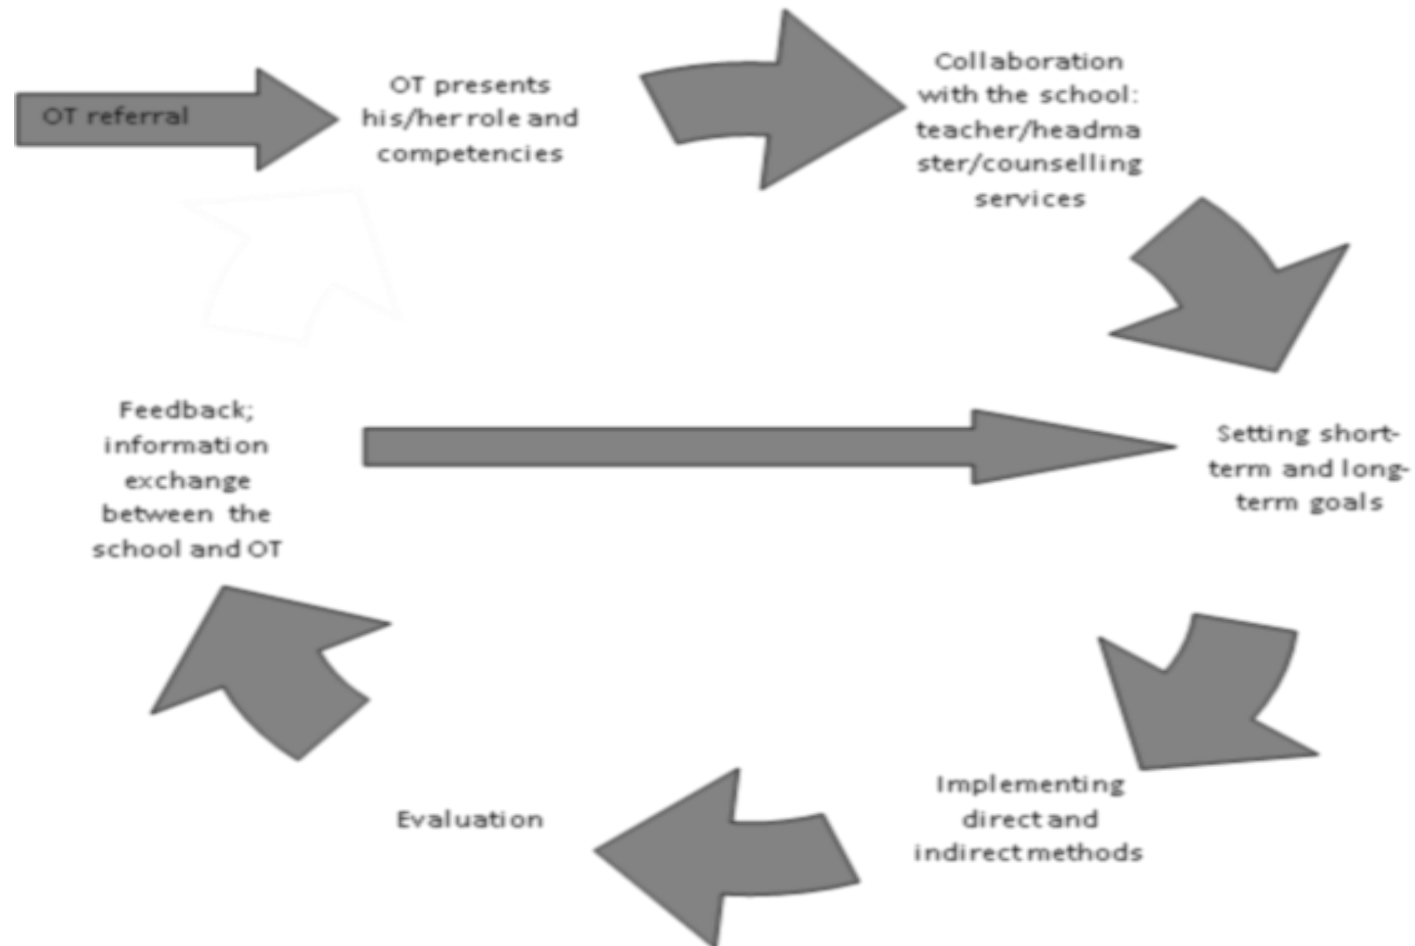 OT referral
OT presents
his/her role and
competencies
Collaboration
with the school:
teacher/headma
ster/counselling
services
Setting short-
term and long-
term goals
Implementing
direct and
indirect methods
Evaluation
Feedback;
information
exchange
between the
school and OT